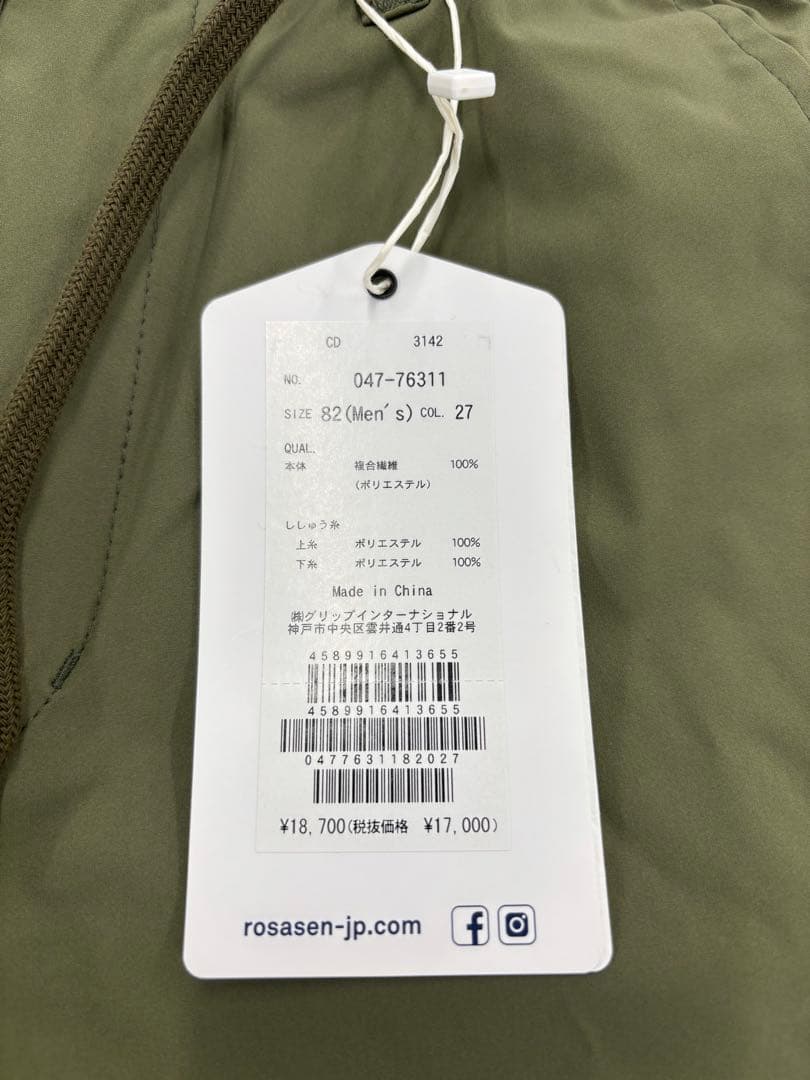 CD 3142
NO. 047-76311
SIZE 82(Men's) COL. 27
QUAL.
本体 複合繊維 100%
(ポリエステル)
ししゅう糸
上糸 ポリエステル 100%
下糸 ポリエステル 100%
Made in China
㈱グリップインターナショナル
神戸市中央区雲井通4丁目2番2号
4589916413655
4589916413655
0477631182027
¥18,700(税抜価格 ¥17,000)
rosasen-jp.com